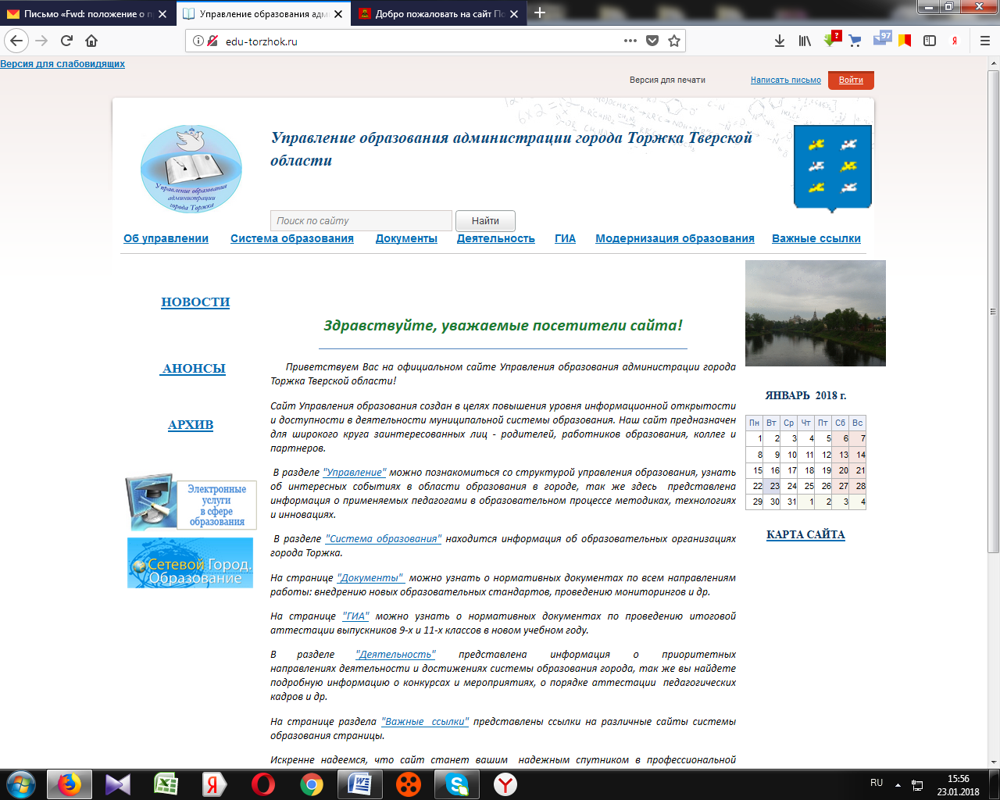 Письмо «Fwd: положение о п
Управление образования адм
Добро пожаловать на сайт По
edu-torzhok.ru
97
Версия для слабовидящих
Версия для печати
Написать письмо
Войти
Управление образования администрации города Торжка Тверской
области
Управление образования
администрации
города Торжка
Поиск по сайту
Найти
Об управлении Система образования Документы Деятельность ГИА Модернизация образования Важные ссылки
НОВОСТИ
АНОНСЫ
АРХИВ
Электронные
услуги
в сфере
образования
Сетевой Город.
Образование
Здравствуйте, уважаемые посетители сайта!
Приветствуем Вас на официальном сайте Управления образования администрации города
Торжка Тверской области!
Сайт Управления образования создан в целях повышения уровня информационной открытости
и доступности в деятельности муниципальной системы образования. Наш сайт предназначен
для широкого круга заинтересованных лиц - родителей, работников образования, коллег и
партнеров.
В разделе "Управление" можно познакомиться со структурой управления образования, узнать
об интересных событиях в области образования в городе, так же здесь представлена
информация о применяемых педагогами в образовательном процессе методиках, технологиях
и инновациях.
В разделе "Система образования" находится информация об образовательных организациях
города Торжка.
На странице "Документы" можно узнать о нормативных документах по всем направлениям
работы: внедрению новых образовательных стандартов, проведению мониторингов и др.
На странице "ГИА" можно узнать о нормативных документах по проведению итоговой
аттестации выпускников 9-х и 11-х классов в новом учебном году.
В разделе "Деятельность" представлена информация о приоритетных
направлениях деятельности и достижениях системы образования города, так же вы найдете
подробную информацию о конкурсах и мероприятиях, о порядке аттестации педагогических
кадров и др.
На странице раздела "Важные ссылки" представлены ссылки на различные сайты системы
образования страницы.
Искренне надеемся, что сайт станет вашим надежным спутником в профессиональной
ЯНВАРЬ 2018 г.
Пн Вт Ср Чт Пт Сб Вс
1 2 3 4 5 6 7
8 9 10 11 12 13 14
15 16 17 18 19 20 21
22 23 24 25 26 27 28
29 30 31 1 2 3 4
КАРТА САЙТА
RU
15:56
23.01.2018